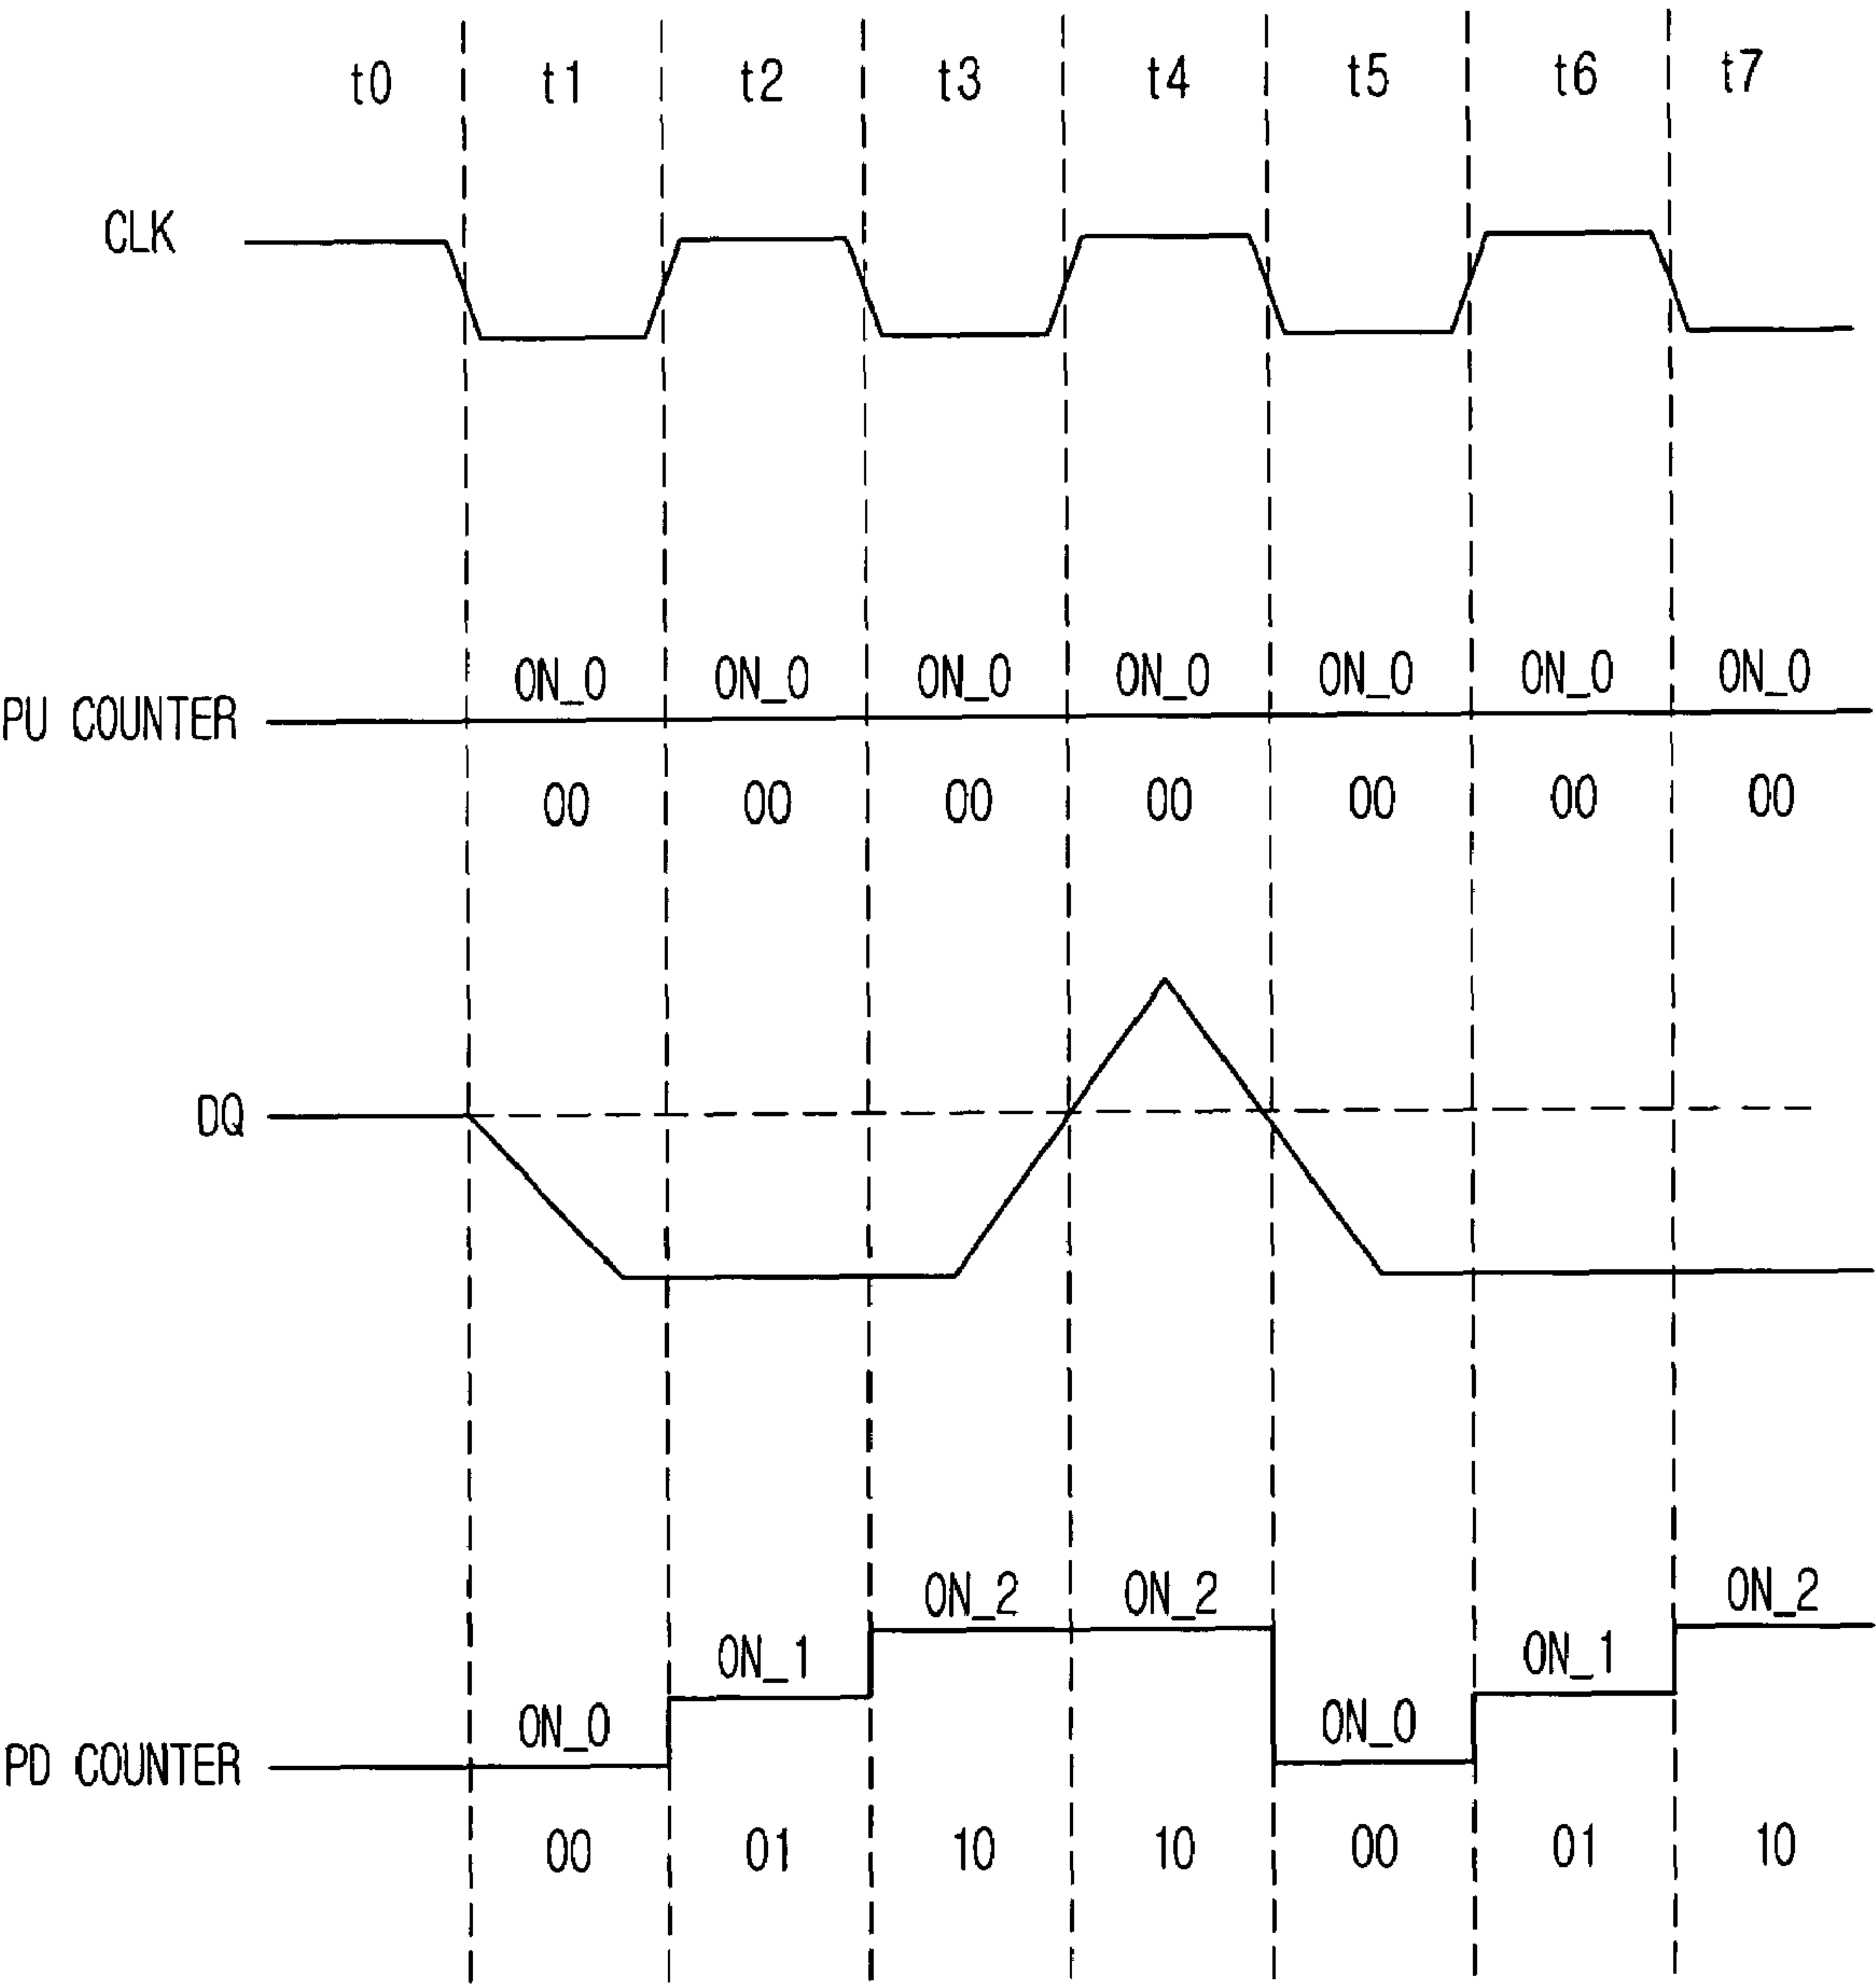 t0 t1 t2 t3 t4 t5 t6 t7
CLK
ON_0 ON_0 ON_0 ON_0 ON_0 ON_0 ON_0
PU COUNTER
00 00 00 00 00 00 00
DQ
ON_2 ON_2 ON_2
ON_1 ON_1
ON_0 ON_0
PD COUNTER
00 01 10 10 00 01 10